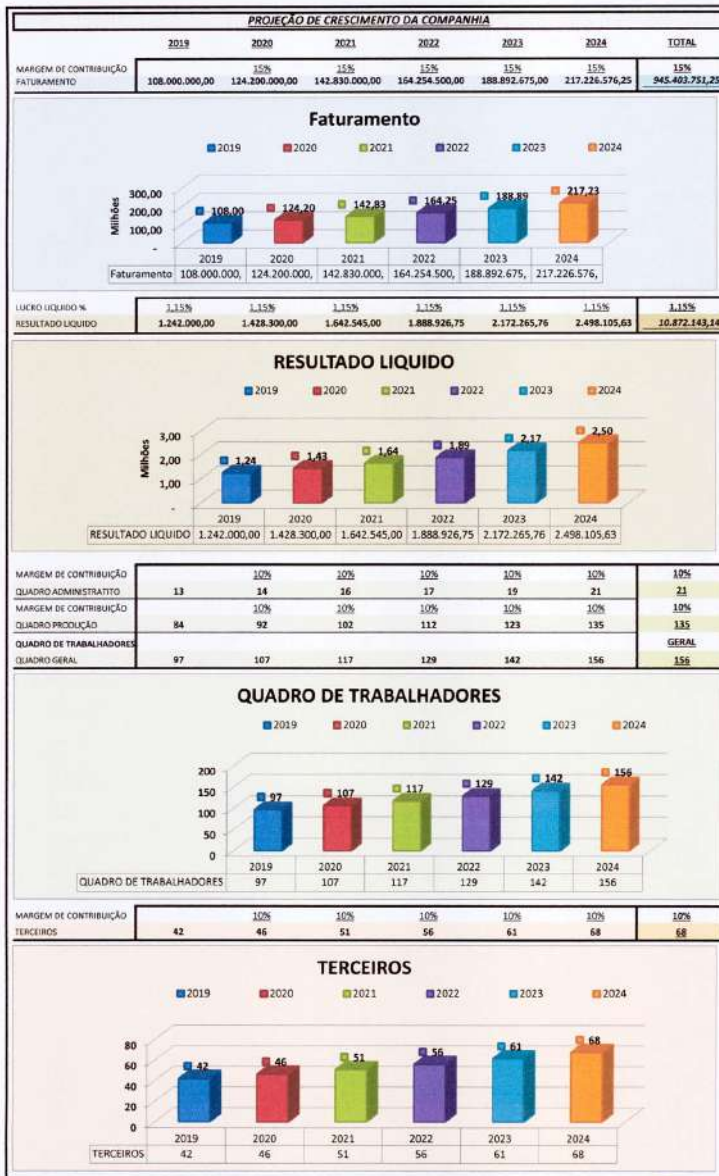 PROJEÇÃO DE CRESCIMENTO DA COMPANHIA
2019 2020 2021 2022 2023 2024 TOTAL
MARGEM DE CONTRIBUIÇÃO 15% 15% 15% 15% 15% 15%
FATURAMENTO 108.000.000,00 124.200.000,00 142.830.000,00 164.254.500,00 188.892.675,00 217.226.576,25 945.403.751,25
Faturamento
2019 2020 2021 2022 2023 2024
Milhões
300,00
200,00
100,00
-
108,00 124,20 142,83 164,25 188,89 217,23
2019 2020 2021 2022 2023 2024
Faturamento 108.000.000, 124.200.000, 142.830.000, 164.254.500, 188.892.675, 217.226.576,
LUCRO LIQUIDO % 1,15% 1,15% 1,15% 1,15% 1,15% 1,15% 1,15%
RESULTADO LIQUIDO 1.242.000,00 1.428.300,00 1.642.545,00 1.888.926,75 2.172.265,76 2.498.105,63 10.872.143,14
RESULTADO LIQUIDO
2019 2020 2021 2022 2023 2024
Milhões
3,00
2,00
1,00
-
1,24 1,43 1,64 1,89 2,17 2,50
2019 2020 2021 2022 2023 2024
RESULTADO LIQUIDO 1.242.000,00 1.428.300,00 1.642.545,00 1.888.926,75 2.172.265,76 2.498.105,63
MARGEM DE CONTRIBUIÇÃO 10% 10% 10% 10% 10% 10%
QUADRO ADMINISTRATITO 13 14 16 17 19 21 21
MARGEM DE CONTRIBUIÇÃO 10% 10% 10% 10% 10% 10%
QUADRO PRODUÇÃO 84 92 102 112 123 135 135
QUADRO DE TRABALHADORES GERAL
QUADRO GERAL 97 107 117 129 142 156 156
QUADRO DE TRABALHADORES
2019 2020 2021 2022 2023 2024
200
150
100
50
0
97 107 117 129 142 156
2019 2020 2021 2022 2023 2024
QUADRO DE TRABALHADORES 97 107 117 129 142 156
MARGEM DE CONTRIBUIÇÃO 10% 10% 10% 10% 10% 10%
TERCEIROS 42 46 51 56 61 68 68
TERCEIROS
2019 2020 2021 2022 2023 2024
80
60
40
20
0
42 46 51 56 61 68
2019 2020 2021 2022 2023 2024
TERCEIROS 42 46 51 56 61 68